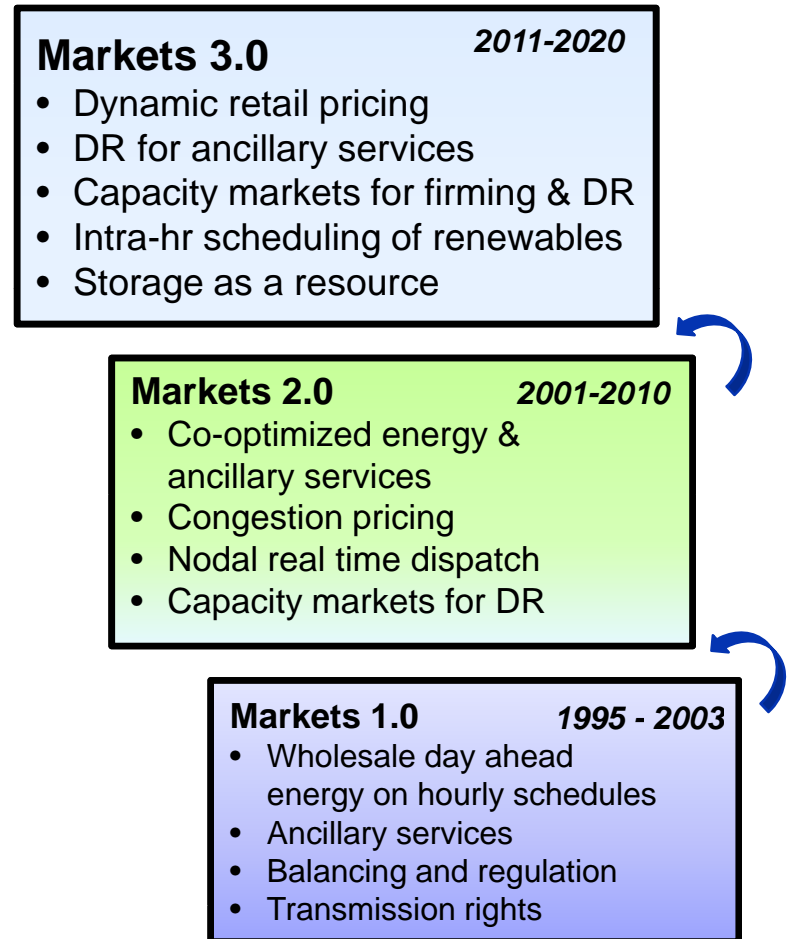 Markets 3.0 2011-2020
• Dynamic retail pricing
• DR for ancillary services
• Capacity markets for firming & DR
• Intra-hr scheduling of renewables
• Storage as a resource
Markets 2.0 2001-2010
• Co-optimized energy &
ancillary services
• Congestion pricing
• Nodal real time dispatch
• Capacity markets for DR
Markets 1.0 1995 - 2003
• Wholesale day ahead
energy on hourly schedules
• Ancillary services
• Balancing and regulation
• Transmission rights